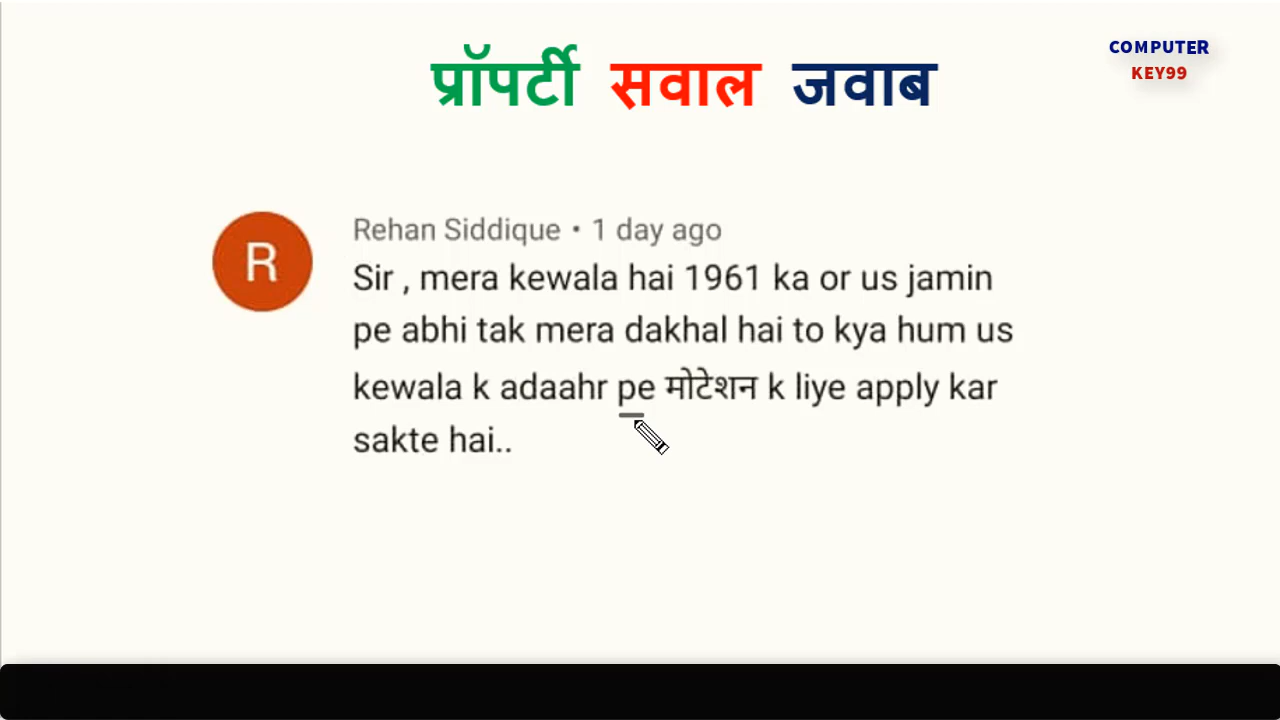 प्रॉपर्टी सवाल जवाब
COMPUTER
KEY99
R
Rehan Siddique • 1 day ago
Sir , mera kewala hai 1961 ka or us jamin
pe abhi tak mera dakhal hai to kya hum us
kewala k adaahr pe मोटेशन k liye apply kar
sakte hai..